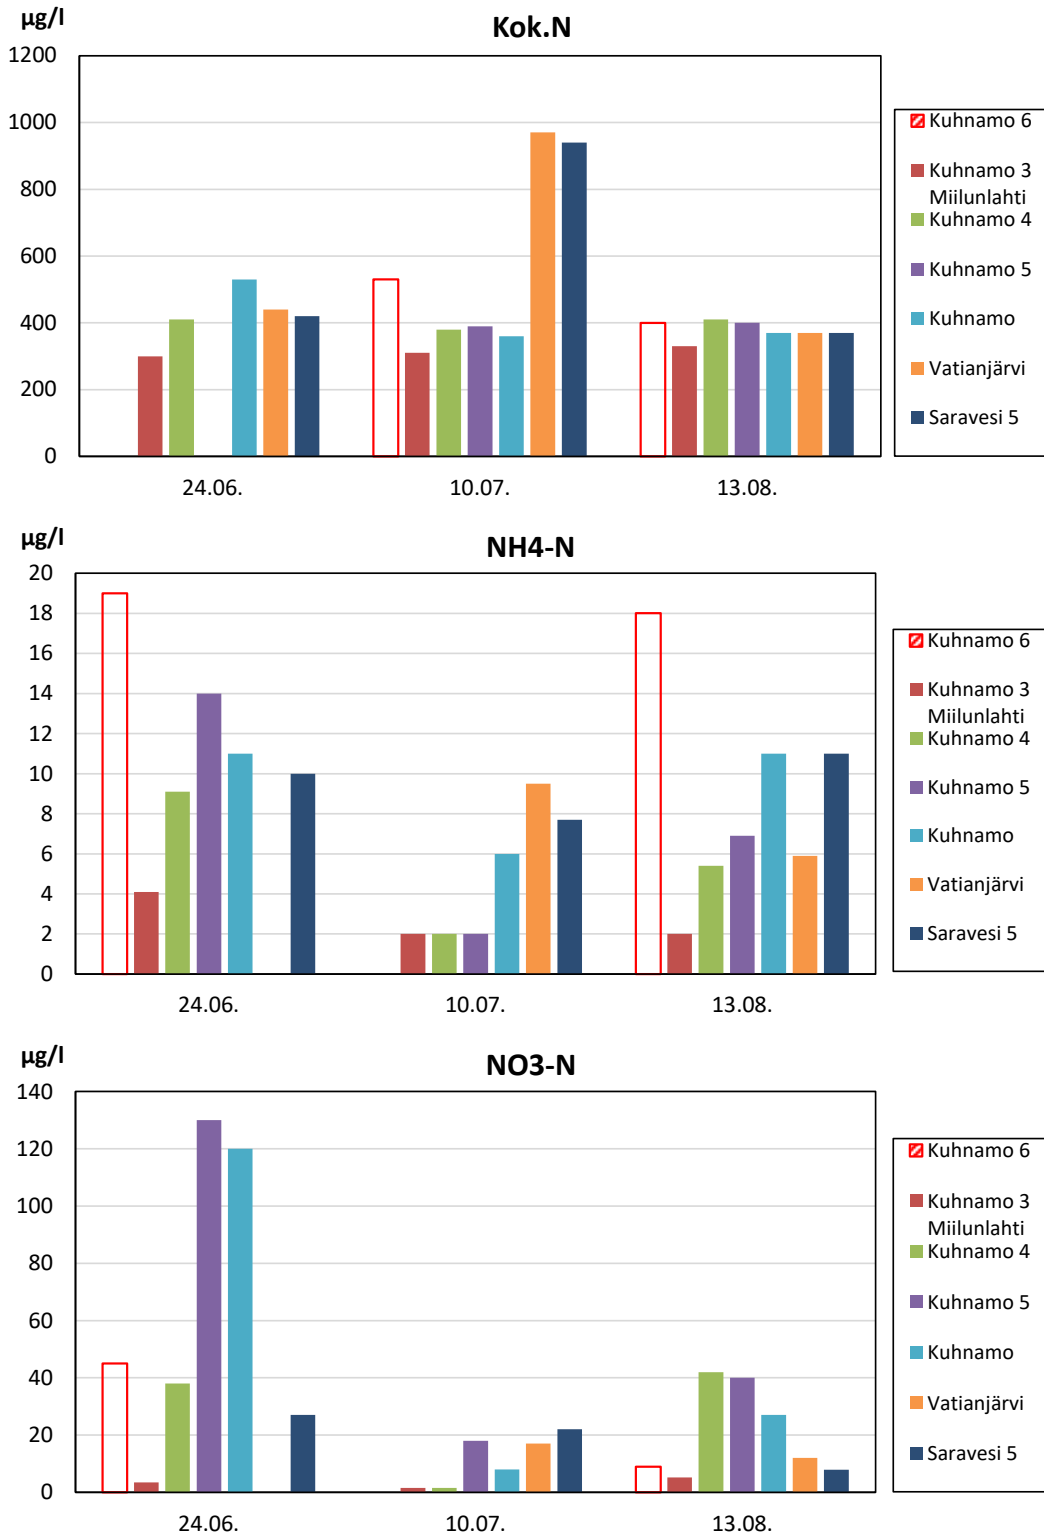 µg/l
Kok.N
1200
1000
800
600
400
200
0
24.06.
10.07.
13.08.
Kuhnamo 6
Kuhnamo 3
Miilunlahti
Kuhnamo 4
Kuhnamo 5
Kuhnamo
Vatianjärvi
Saravesi 5
µg/l
NH4-N
20
18
16
14
12
10
8
6
4
2
0
24.06.
10.07.
13.08.
Kuhnamo 6
Kuhnamo 3
Miilunlahti
Kuhnamo 4
Kuhnamo 5
Kuhnamo
Vatianjärvi
Saravesi 5
µg/l
NO3-N
140
120
100
80
60
40
20
0
24.06.
10.07.
13.08.
Kuhnamo 6
Kuhnamo 3
Miilunlahti
Kuhnamo 4
Kuhnamo 5
Kuhnamo
Vatianjärvi
Saravesi 5